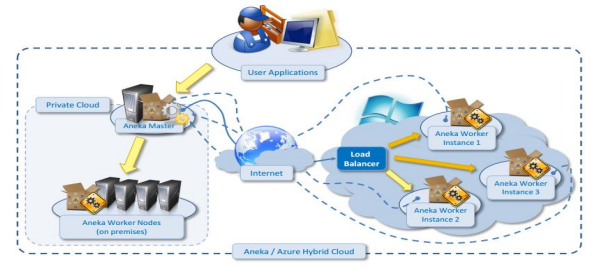 User Applications
Private Cloud
Aneka Master
Aneka Worker
Instance 1
Load
Balancer
Internet
Aneka Worker
Instance 3
Aneka Worker Nodes
(on premises)
Aneka Worker
Instance 2
Aneka / Azure Hybrid Cloud